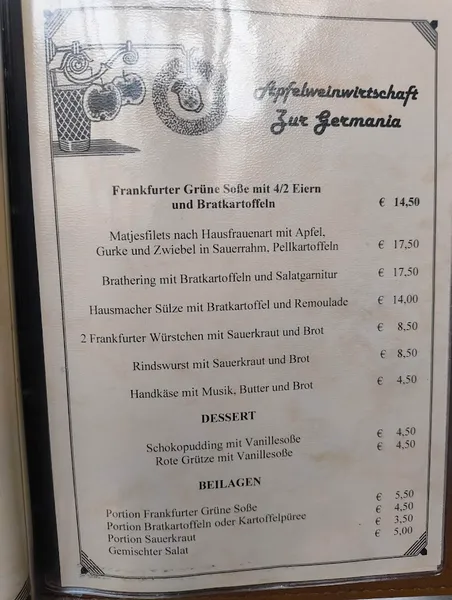 Apfelweinwirtschaft
Zur Germania
Frankfurter Grüne Soße mit 4/2 Eiern
und Bratkartoffeln € 14,50
Matjesfilets nach Hausfrauenart mit Apfel,
Gurke und Zwiebel in Sauerrahm, Pellkartoffeln € 17,50
Brathering mit Bratkartoffeln und Salatgarnitur € 17,50
Hausmacher Sülze mit Bratkartoffel und Remoulade € 14,00
2 Frankfurter Würstchen mit Sauerkraut und Brot € 8,50
Rindswurst mit Sauerkraut und Brot € 8,50
Handkäse mit Musik, Butter und Brot € 4,50
DESSERT
Schokopudding mit Vanillesoße € 4,50
Rote Grütze mit Vanillesoße € 4,50
BEILAGEN
Portion Frankfurter Grüne Soße € 5,50
Portion Bratkartoffeln oder Kartoffelpüree € 4,50
Portion Sauerkraut € 3,50
Gemischter Salat € 5,00